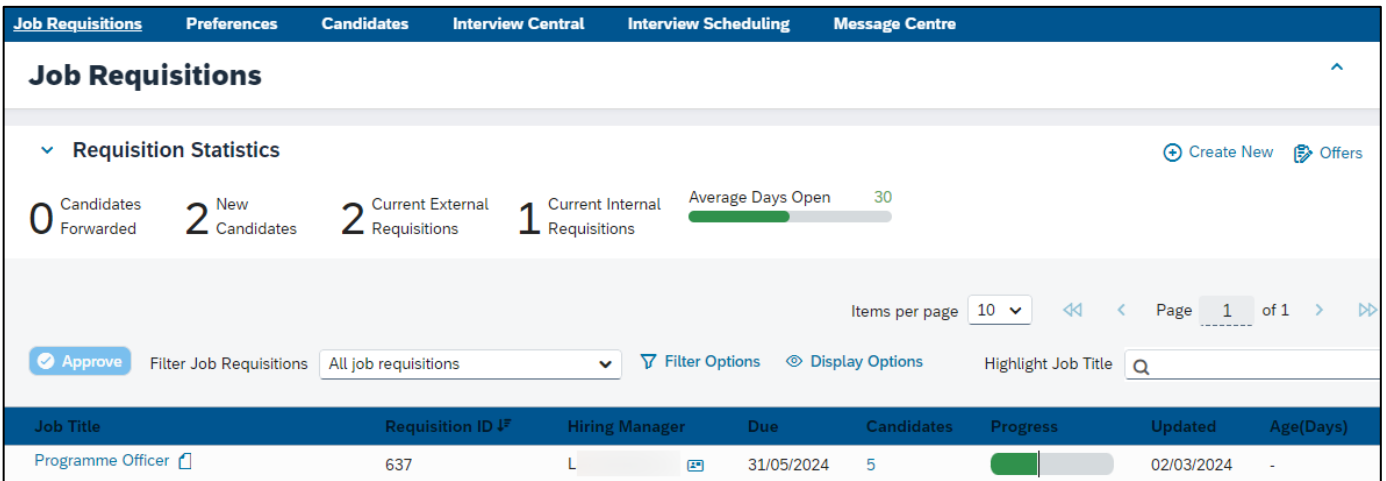 Job Requisitions Preferences Candidates Interview Central Interview Scheduling Message Centre
Job Requisitions
Requisition Statistics Create New Offers
0 Candidates Forwarded 2 New Candidates 2 Current External Requisitions 1 Current Internal Requisitions Average Days Open 30
Items per page 10 Page 1 of 1
Approve Filter Job Requisitions All job requisitions Filter Options Display Options Highlight Job Title
Job Title Requisition ID Hiring Manager Due Candidates Progress Updated Age(Days)
Programme Officer 637 L 31/05/2024 5 02/03/2024 -